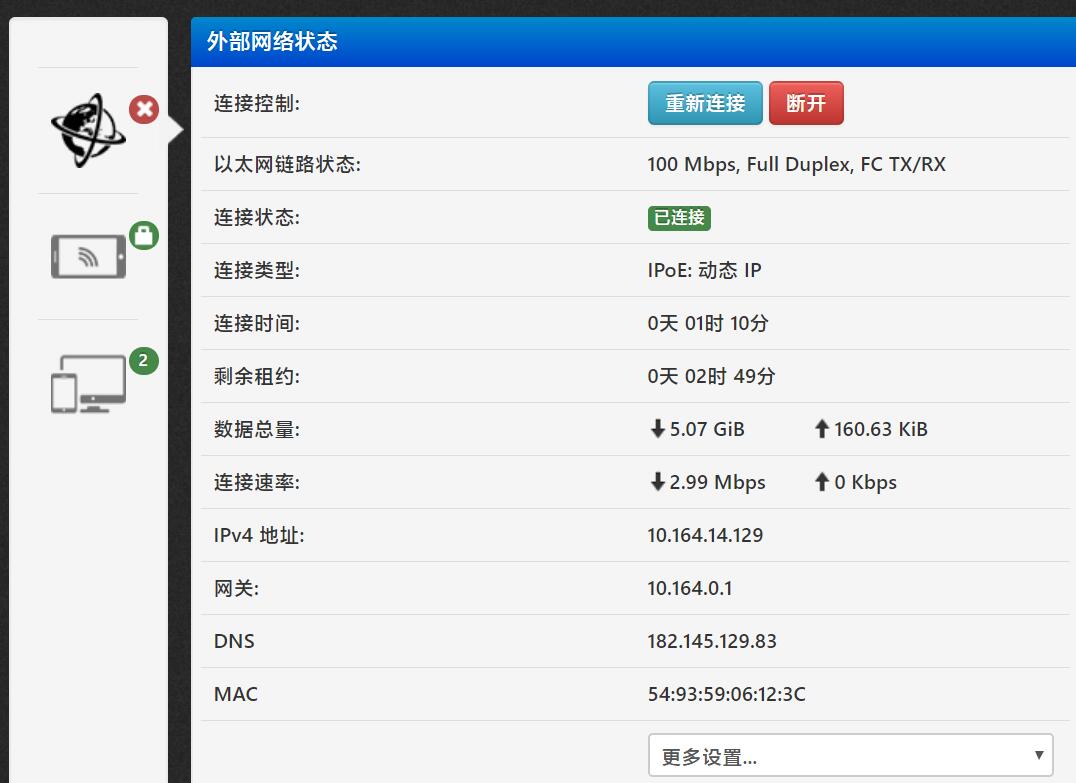 外部网络状态
连接控制: 重新连接 断开
以太网链路状态: 100 Mbps, Full Duplex, FC TX/RX
连接状态: 已连接
连接类型: IPoE: 动态 IP
连接时间: 0天 01时 10分
剩余租约: 0天 02时 49分
2
数据总量: 5.07 GiB 160.63 KiB
连接速率: 2.99 Mbps 0 Kbps
IPv4 地址: 10.164.14.129
网关: 10.164.0.1
DNS 182.145.129.83
MAC 54:93:59:06:12:3C
更多设置...